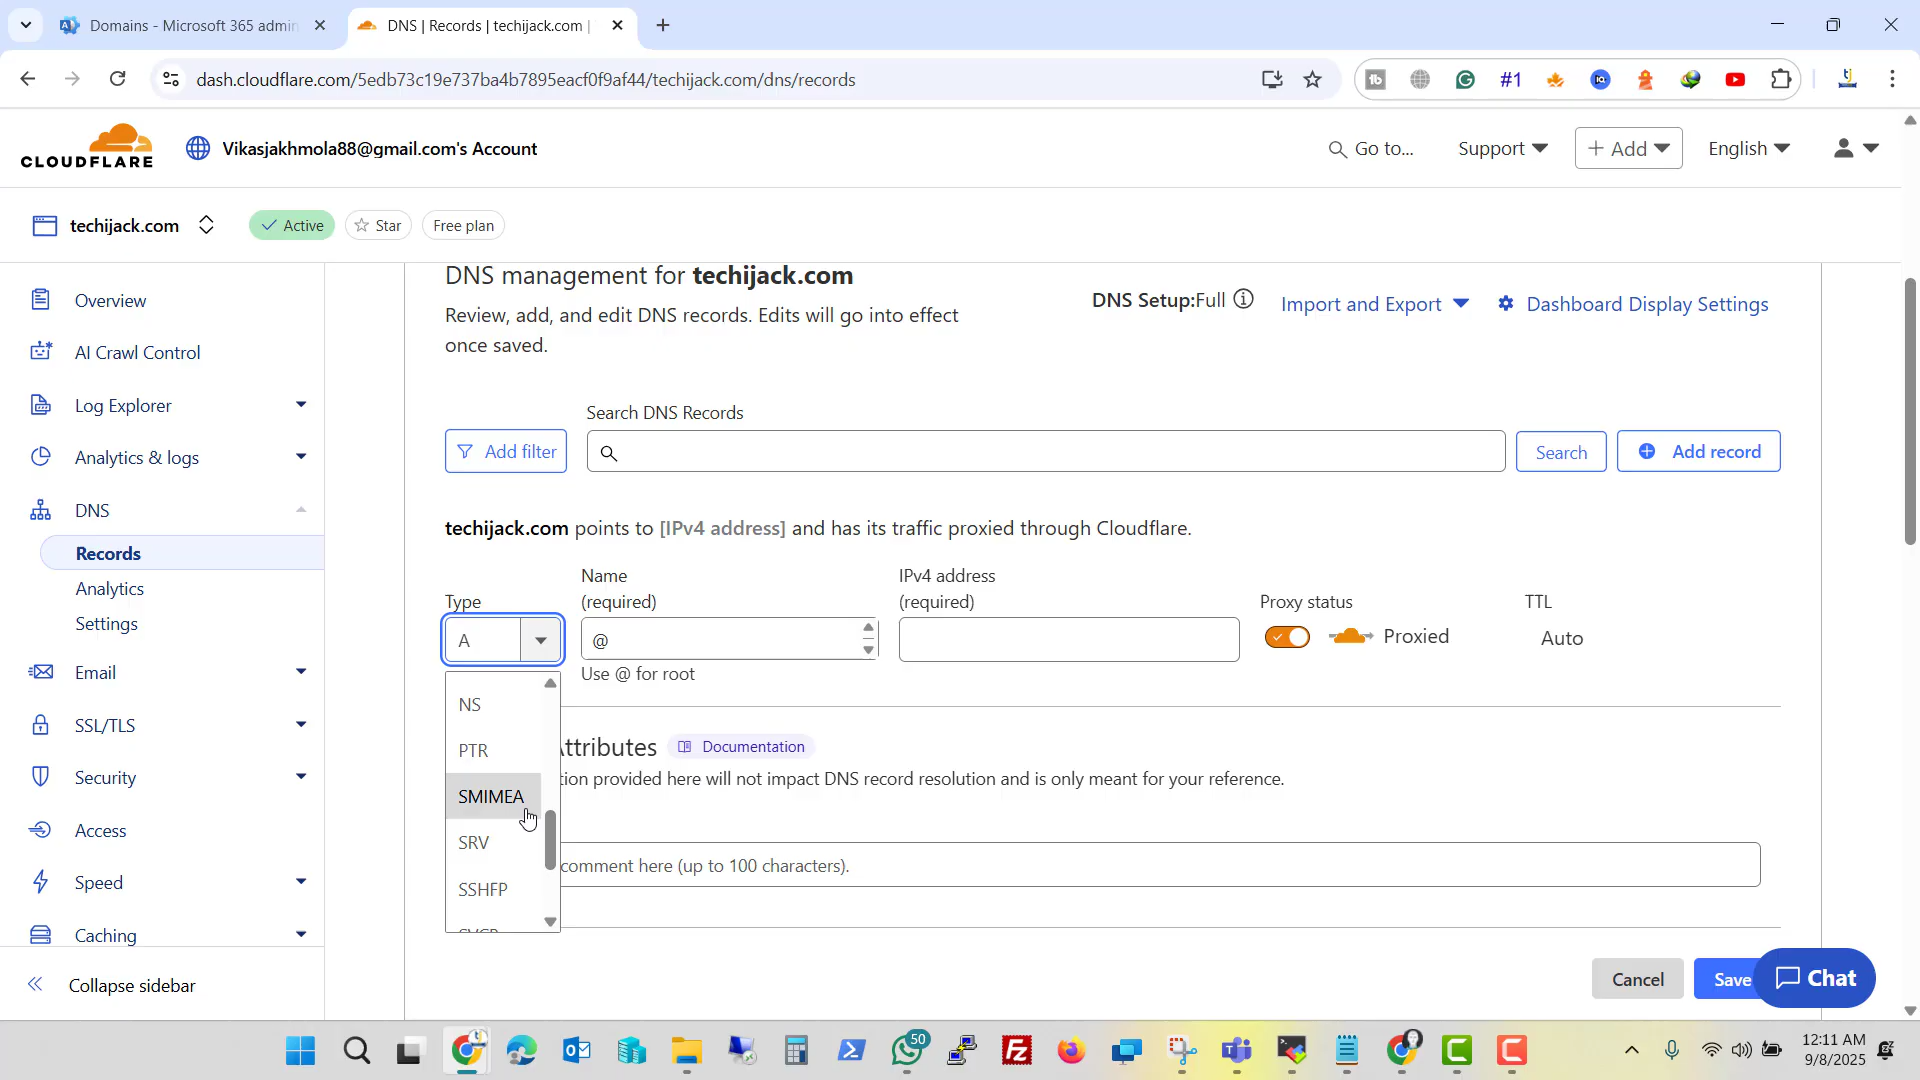 Domains - Microsoft 365 admin
DNS | Records | techijack.com |
dash.cloudflare.com/5edb73c19e737ba4b7895eacf0f9af44/techijack.com/dns/records
#1
CLOUDFLARE
Vikasjakhmola88@gmail.com's Account
Go to...
Support
Add
English
techijack.com
Active
Star
Free plan
Overview
AI Crawl Control
Log Explorer
Analytics & logs
DNS
Records
Analytics
Settings
Email
SSL/TLS
Security
Access
Speed
Caching
Collapse sidebar
DNS management for techijack.com
Review, add, and edit DNS records. Edits will go into effect
once saved.
DNS Setup:Full
Import and Export
Dashboard Display Settings
Search DNS Records
Add filter
Search
Add record
techijack.com points to [IPv4 address] and has its traffic proxied through Cloudflare.
Type
Name
(required)
IPv4 address
(required)
Proxy status
TTL
A
@
Proxied
Auto
Use @ for root
NS
PTR
SMIMEA
SRV
SSHFP
Attributes
Documentation
tion provided here will not impact DNS record resolution and is only meant for your reference.
comment here (up to 100 characters).
Cancel
Save
Chat
50
12:11 AM
9/8/2025